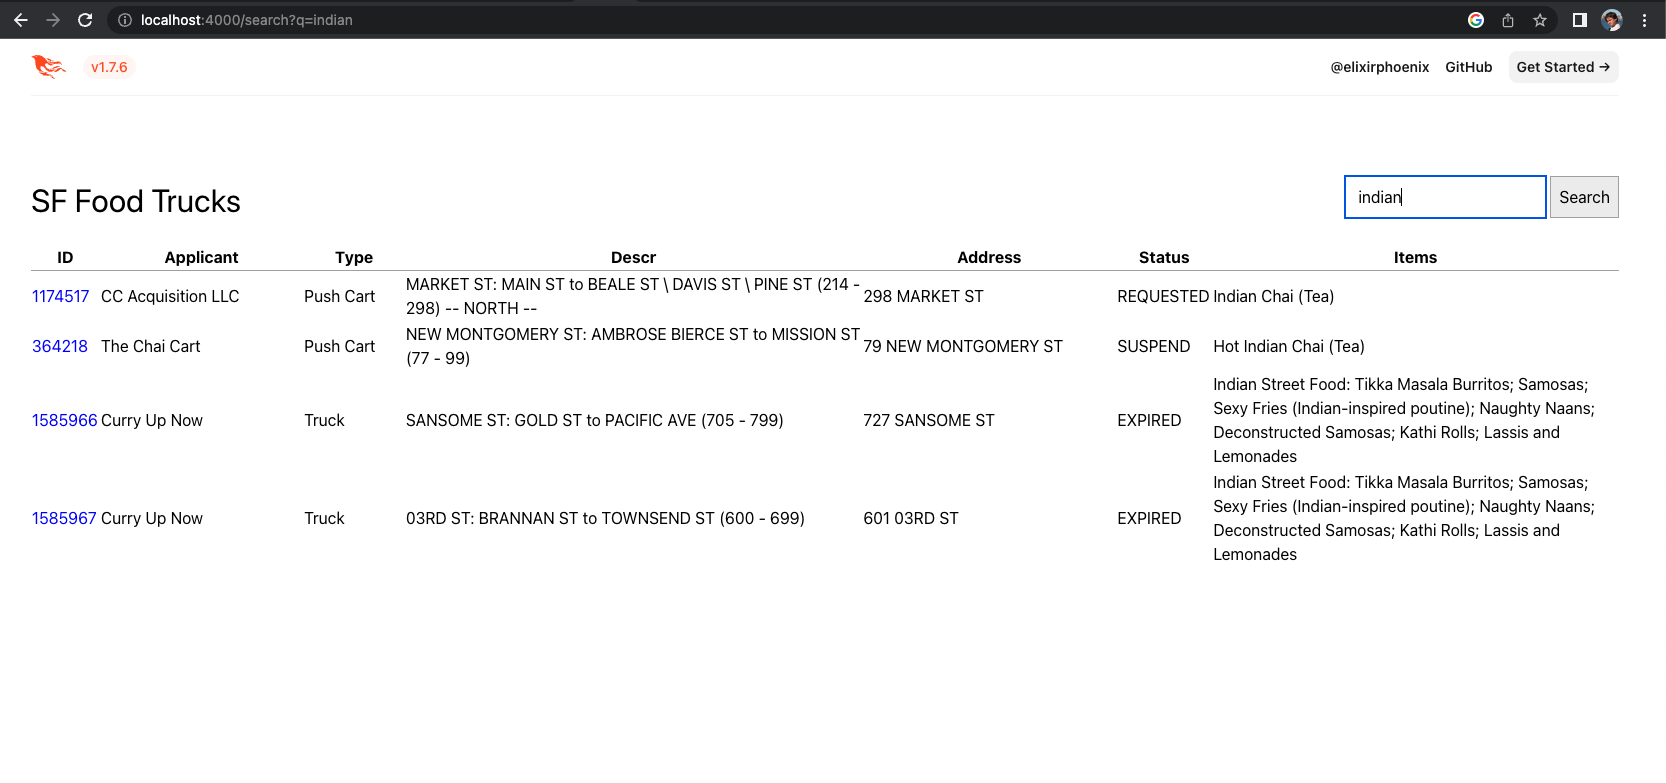 localhost:4000/search?q=indian
v1.7.6
@elixirphoenix GitHub Get Started →
SF Food Trucks
indian Search
ID Applicant Type Descr Address Status Items
1174517 CC Acquisition LLC Push Cart MARKET ST: MAIN ST to BEALE ST \ DAVIS ST \ PINE ST (214 -
298) -- NORTH -- 298 MARKET ST REQUESTED Indian Chai (Tea)
364218 The Chai Cart Push Cart NEW MONTGOMERY ST: AMBROSE BIERCE ST to MISSION ST
(77 - 99) 79 NEW MONTGOMERY ST SUSPEND Hot Indian Chai (Tea)
1585966 Curry Up Now Truck SANSOME ST: GOLD ST to PACIFIC AVE (705 - 799) 727 SANSOME ST EXPIRED Indian Street Food: Tikka Masala Burritos; Samosas;
Sexy Fries (Indian-inspired poutine); Naughty Naans;
Deconstructed Samosas; Kathi Rolls; Lassis and
Lemonades
1585967 Curry Up Now Truck 03RD ST: BRANNAN ST to TOWNSEND ST (600 - 699) 601 03RD ST EXPIRED Indian Street Food: Tikka Masala Burritos; Samosas;
Sexy Fries (Indian-inspired poutine); Naughty Naans;
Deconstructed Samosas; Kathi Rolls; Lassis and
Lemonades